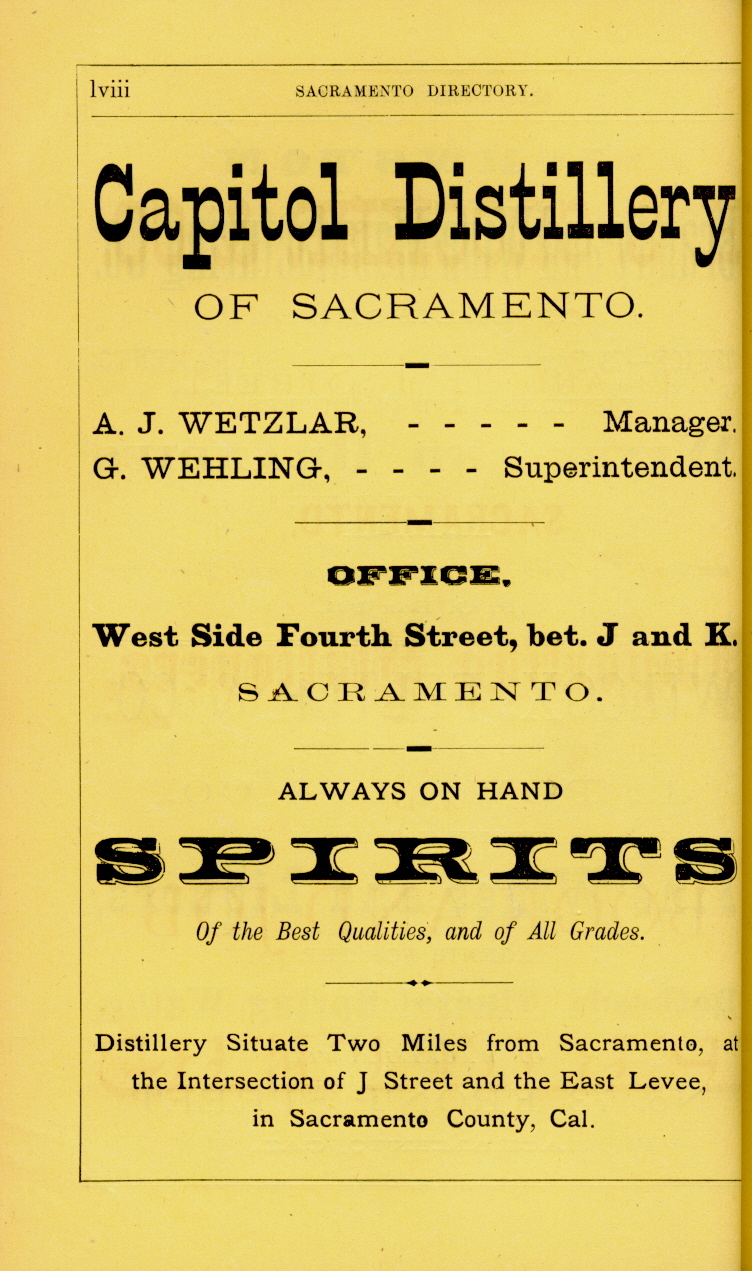 lviii SACRAMENTO DIRECTORY.
Capitol Distillery
OF SACRAMENTO.
A. J. WETZLAR, - - - - - Manager.
G. WEHLING, - - - - Superintendent.
OFFICE,
West Side Fourth Street, bet. J and K.
SACRAMENTO.
ALWAYS ON HAND
SPIRITS
Of the Best Qualities, and of All Grades.
Distillery Situate Two Miles from Sacramento, at
the Intersection of J Street and the East Levee,
in Sacramento County, Cal.